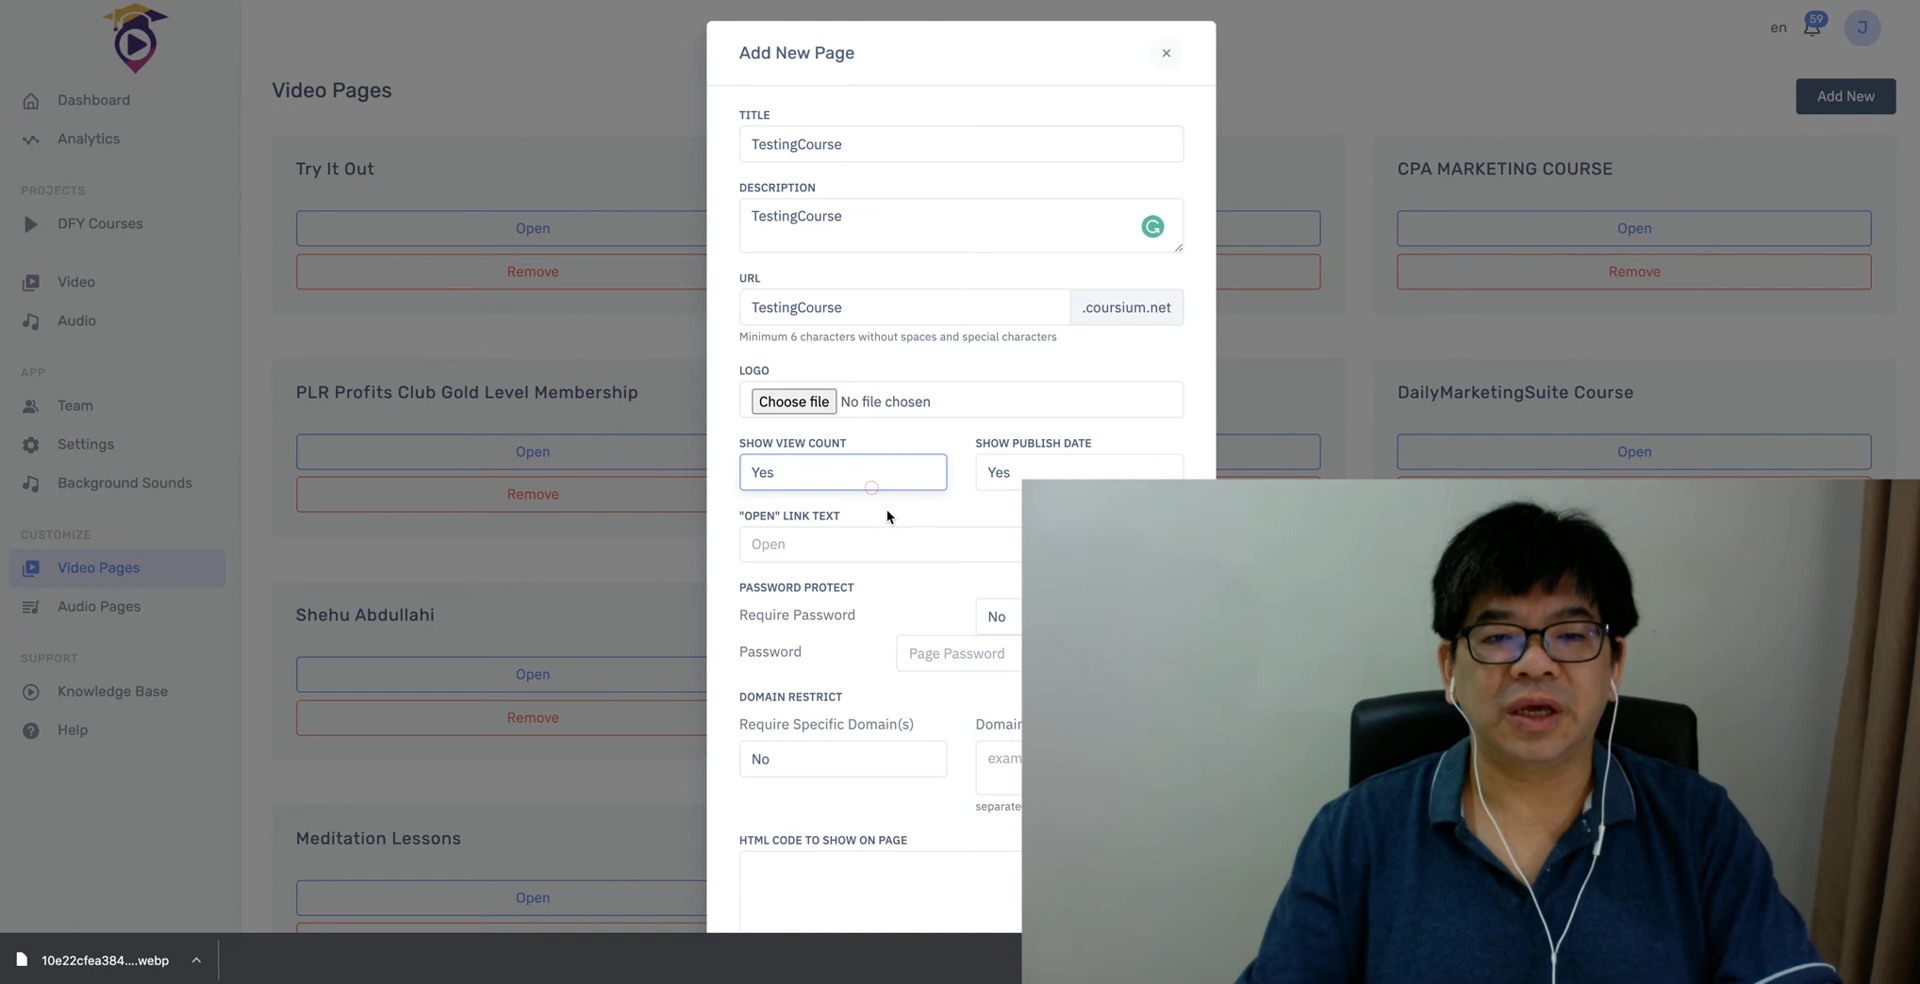 en
59
J
Dashboard
Analytics
PROJECTS
DFY Courses
Video
Audio
APP
Team
Settings
Background Sounds
CUSTOMIZE
Video Pages
Audio Pages
SUPPORT
Knowledge Base
Help
Video Pages
Add New
Try It Out
Open
Remove
CPA MARKETING COURSE
Open
Remove
PLR Profits Club Gold Level Membership
Open
Remove
DailyMarketingSuite Course
Open
Shehu Abdullahi
Open
Remove
Meditation Lessons
Open
Add New Page
×
TITLE
TestingCourse
DESCRIPTION
TestingCourse
URL
TestingCourse .coursium.net
Minimum 6 characters without spaces and special characters
LOGO
Choose file No file chosen
SHOW VIEW COUNT SHOW PUBLISH DATE
Yes Yes
"OPEN" LINK TEXT
Open
PASSWORD PROTECT
Require Password No
Password Page Password
DOMAIN RESTRICT
Require Specific Domain(s) Domain
No exam
separate
HTML CODE TO SHOW ON PAGE
10e22cfea384....webp